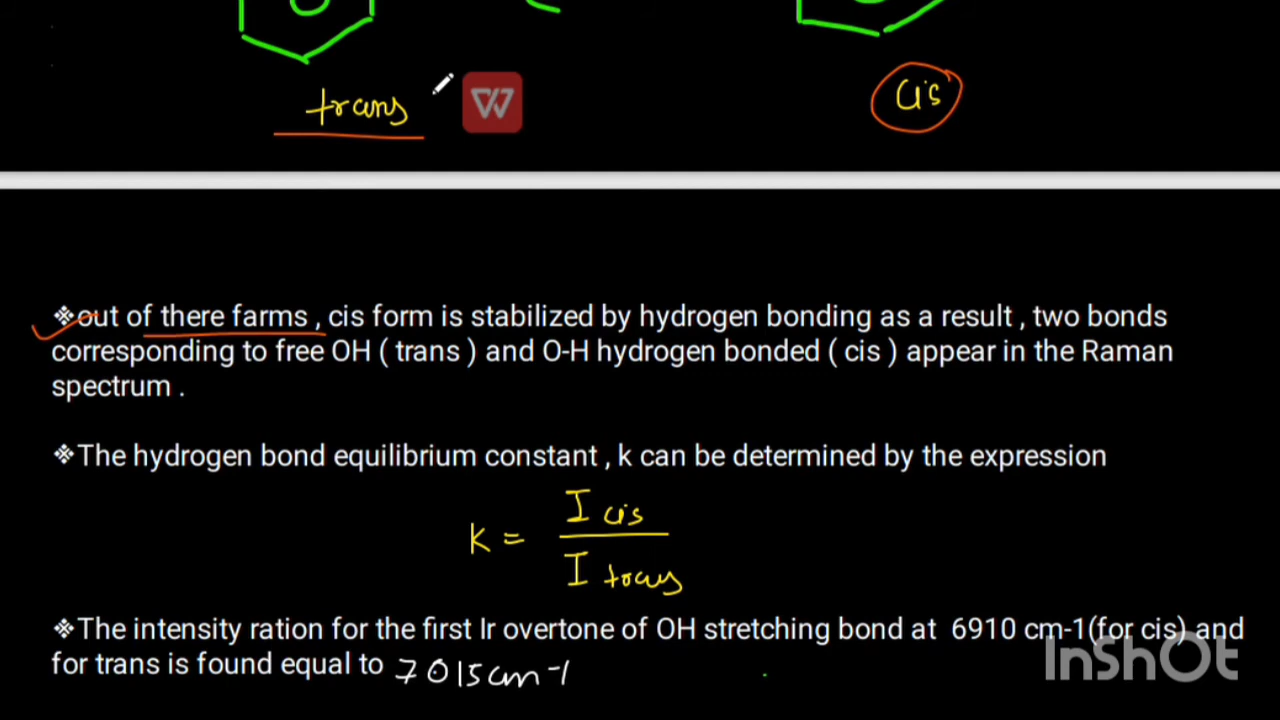 trans
cis
❖out of there farms , cis form is stabilized by hydrogen bonding as a result , two bonds
corresponding to free OH ( trans ) and O-H hydrogen bonded ( cis ) appear in the Raman
spectrum .
❖The hydrogen bond equilibrium constant , k can be determined by the expression
K = I cis / I trans
❖The intensity ration for the first Ir overtone of OH stretching bond at 6910 cm-1(for cis) and
for trans is found equal to 7015cm-1
InShOt